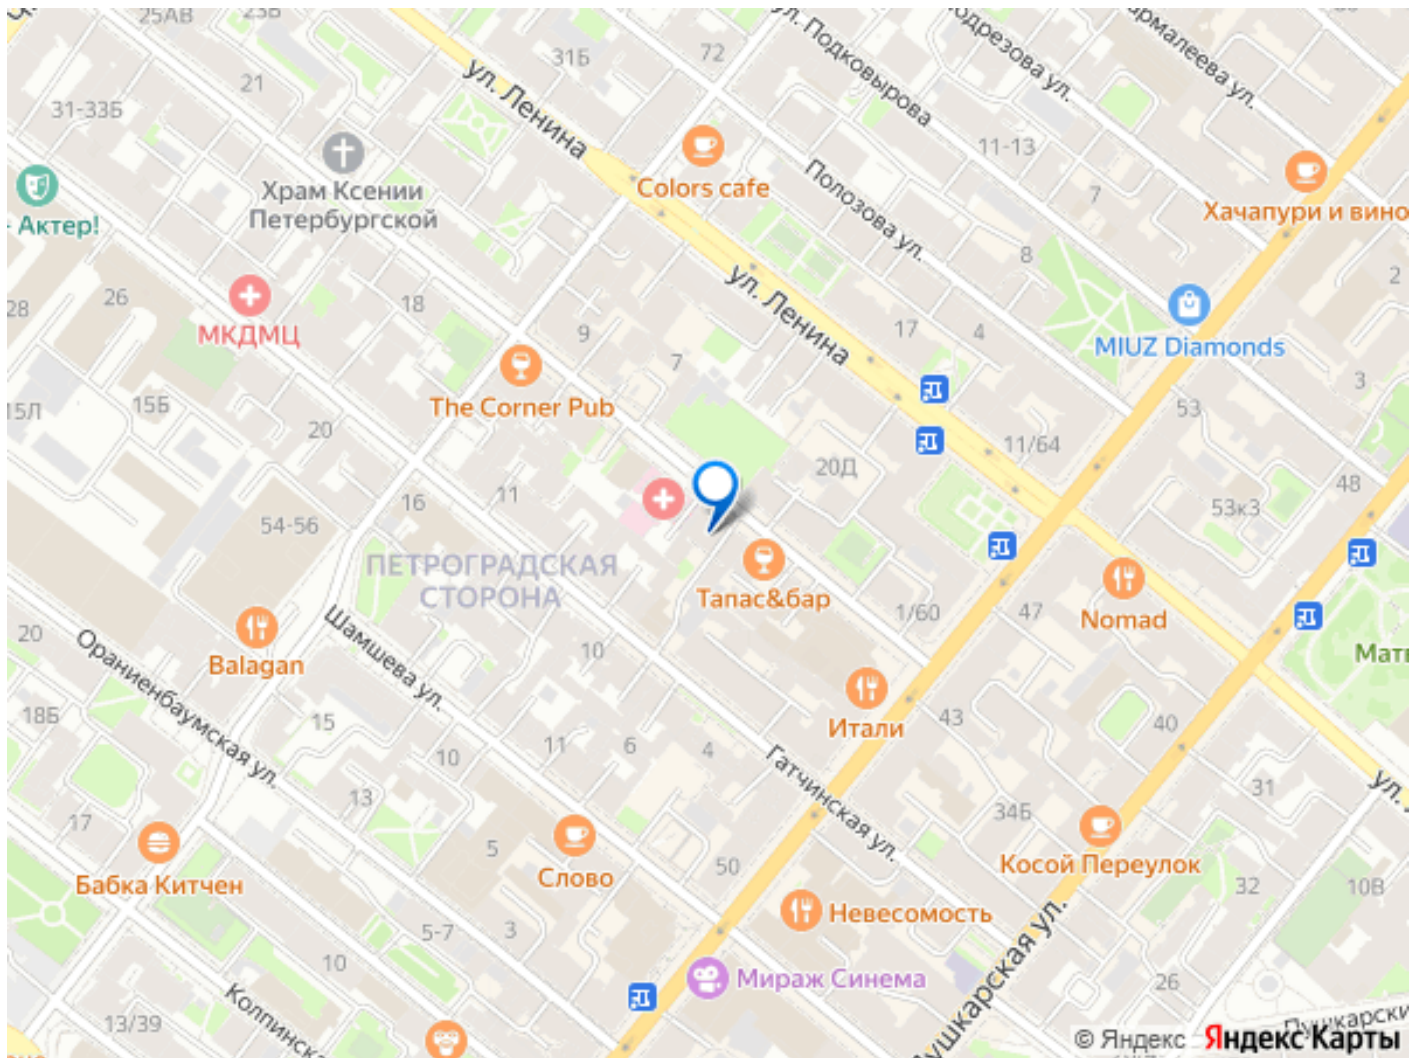 25АВ
23Б
21
31-33Б
31Б
72
ул. Ленина
ул. Подковырова
11-13
7
Храм Ксении
Петербургской
Актер!
Colors cafe
Полозова ул.
Хачапури и вино
8
2
28
26
МКДМЦ
18
9
7
ул. Ленина
17
4
MIUZ Diamonds
3
53
The Corner Pub
15Л
15Б
20
11/64
20Д
48
53к3
16
11
54-56
ПЕТРОГРАДСКАЯ
СТОРОНА
Тапас&бар
1/60
47
Nomad
20
Balagan
Шамшева ул.
Ораниенбаумская ул.
10
Итали
43
40
18Б
15
10
11
6
4
Гатчинская ул.
31
ул.
13
17
5
34Б
Бабка Китчен
Слово
50
Косой Переулок
32
10В
Невесомость
5-7
3
10
Мираж Синема
26
13/39
© Яндекс Яндекс Карты